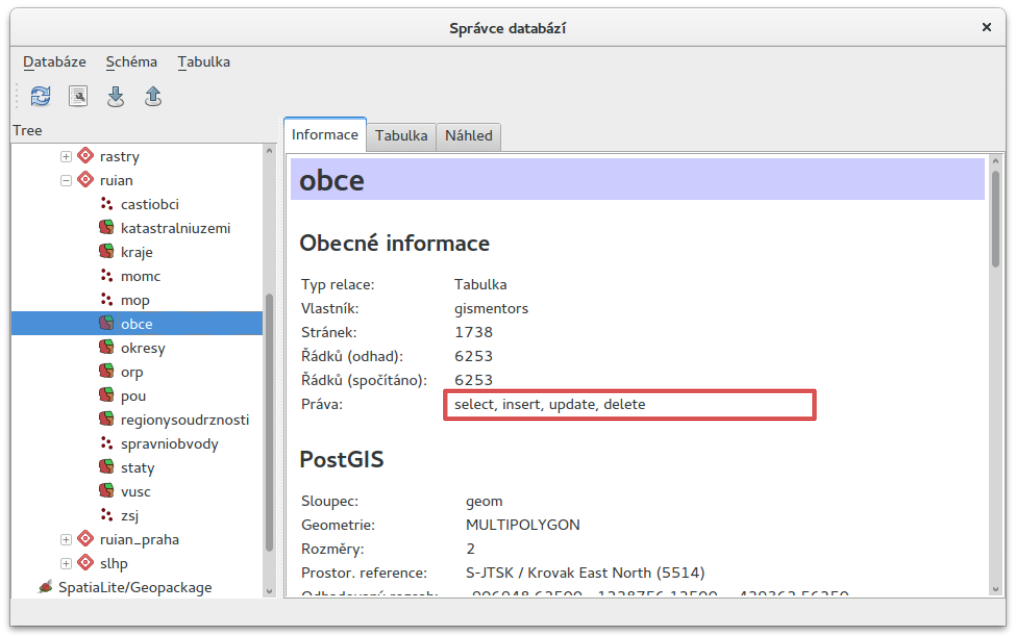 Správce databází
Databáze Schéma Tabulka
Tree
rastry
ruian
castiobci
katastralniuzemi
kraje
momc
mop
obce
okresy
orp
pou
regionysoudrznosti
spravniobvody
staty
vusc
zsj
ruian_praha
slhp
SpatiaLite/Geopackage
Informace Tabulka Náhled
obce
Obecné informace
Typ relace: Tabulka
Vlastník: gismentors
Stránek: 1738
Řádků (odhad): 6253
Řádků (spočítáno): 6253
Práva: select, insert, update, delete
PostGIS
Sloupec: geom
Geometrie: MULTIPOLYGON
Rozměry: 2
Prostor. reference: S-JTSK / Krovak East North (5514)